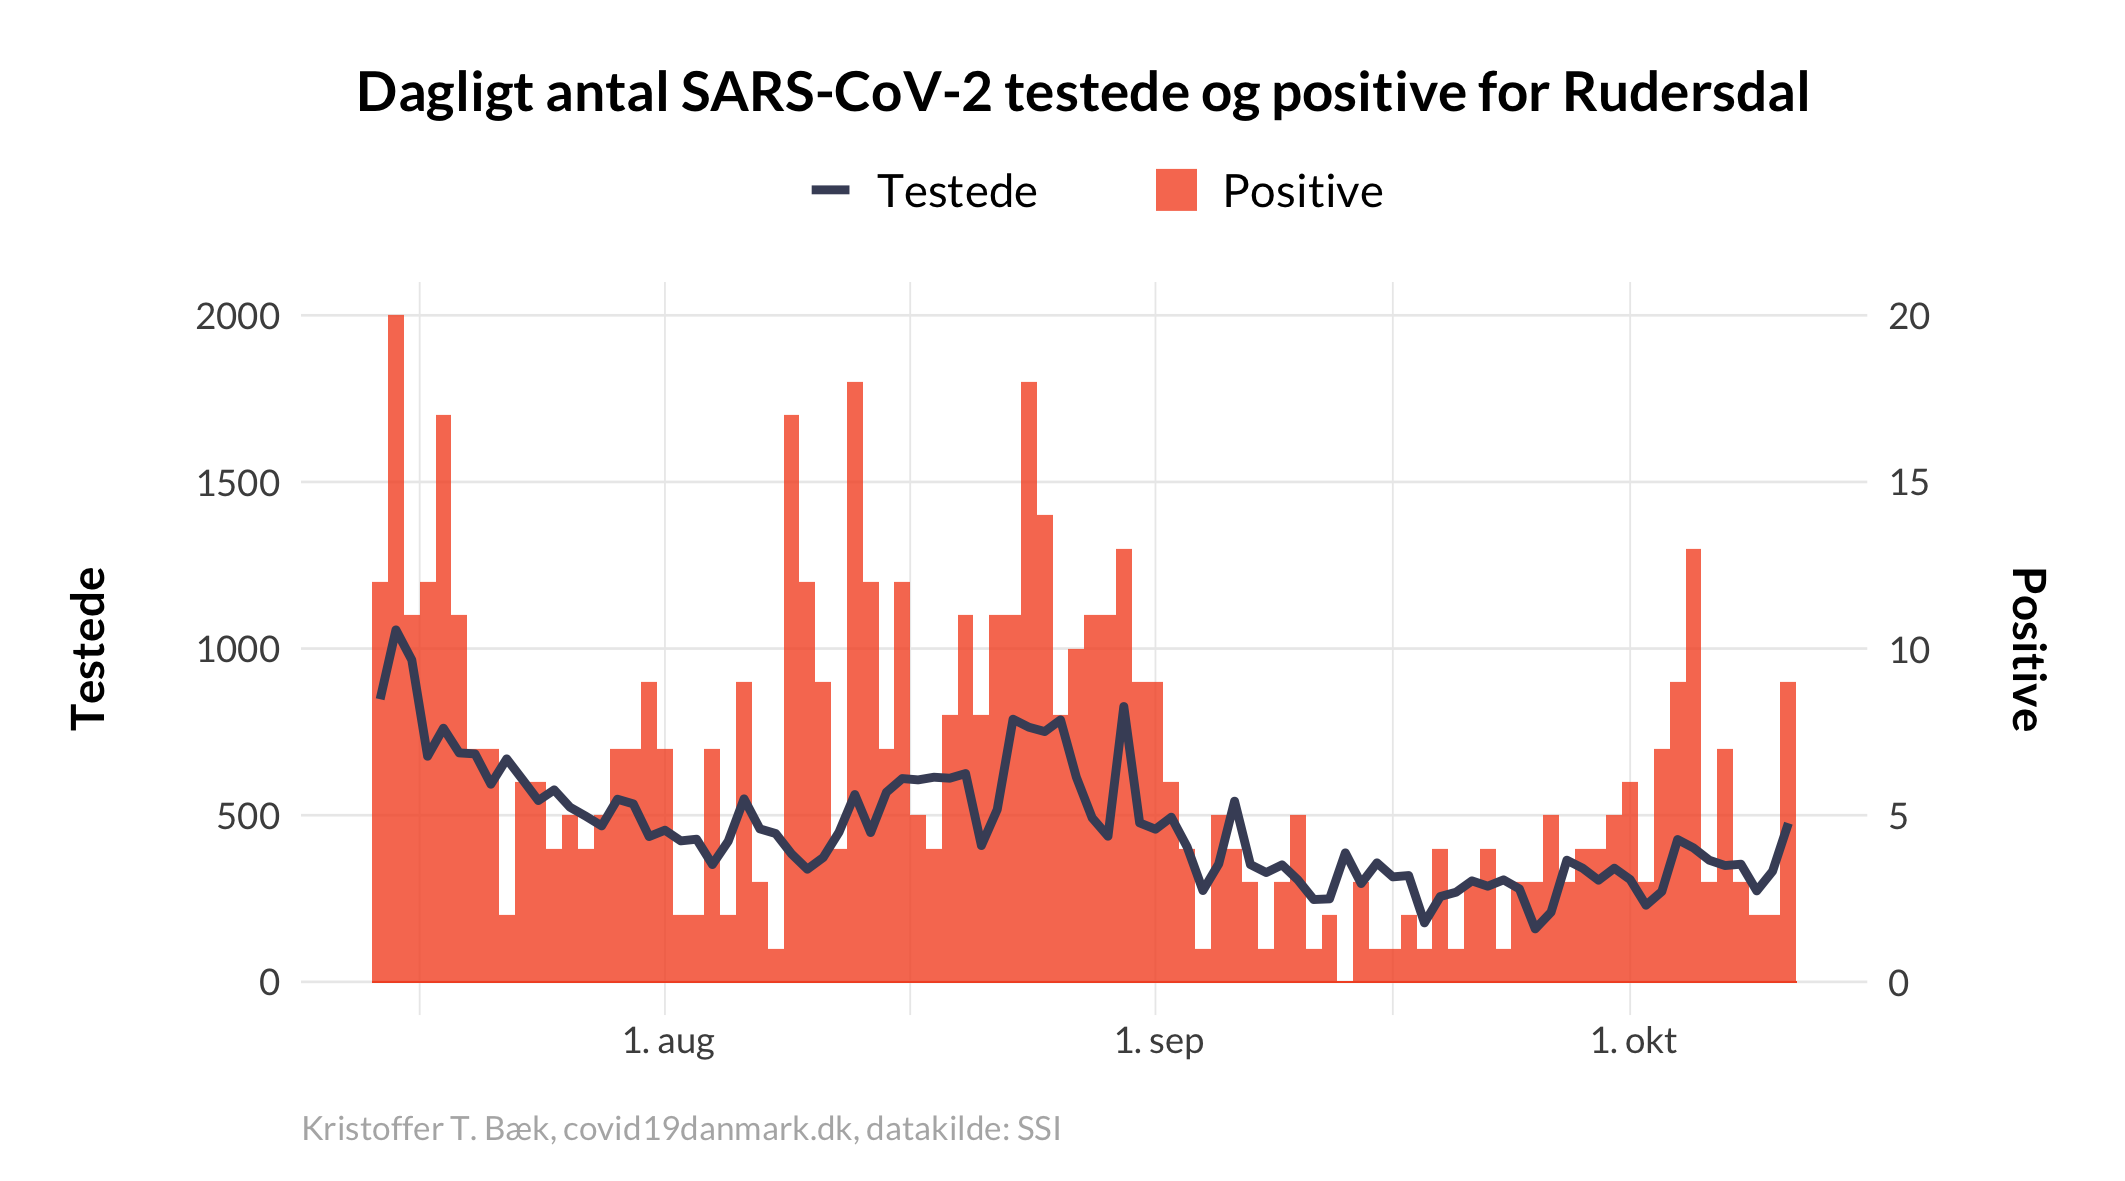 Dagligt antal SARS-CoV-2 testede og positive for Rudersdal
Testede
Positive
2000
1500
1000
500
0
20
15
10
5
0
Testede
Positive
1. aug
1. sep
1. okt
Kristoffer T. Bæk, covid19danmark.dk, datakilde: SSI